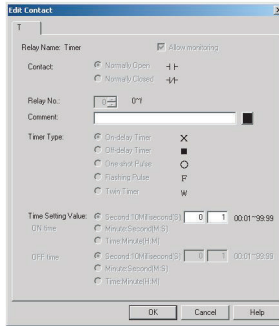 Edit Contact
T
Relay Name: Timer Allow monitoring
Contact: Normally Open
Normally Closed
Relay No.: 0 0~f
Comment:
Timer Type: On-delay Timer X
Off-delay Timer
One-shot Pulse
Flashing Pulse F
Twin Timer W
Time Setting Value: Second:10Millisecond(S) 0 1 00:01~99:99
ON time Minute:Second(M:S)
Time:Minute(H:M)
OFF time Second:10Millisecond(S) 0 1 00:01~99:99
Minute:Second(M:S)
Time:Minute(H:M)
OK Cancel Help